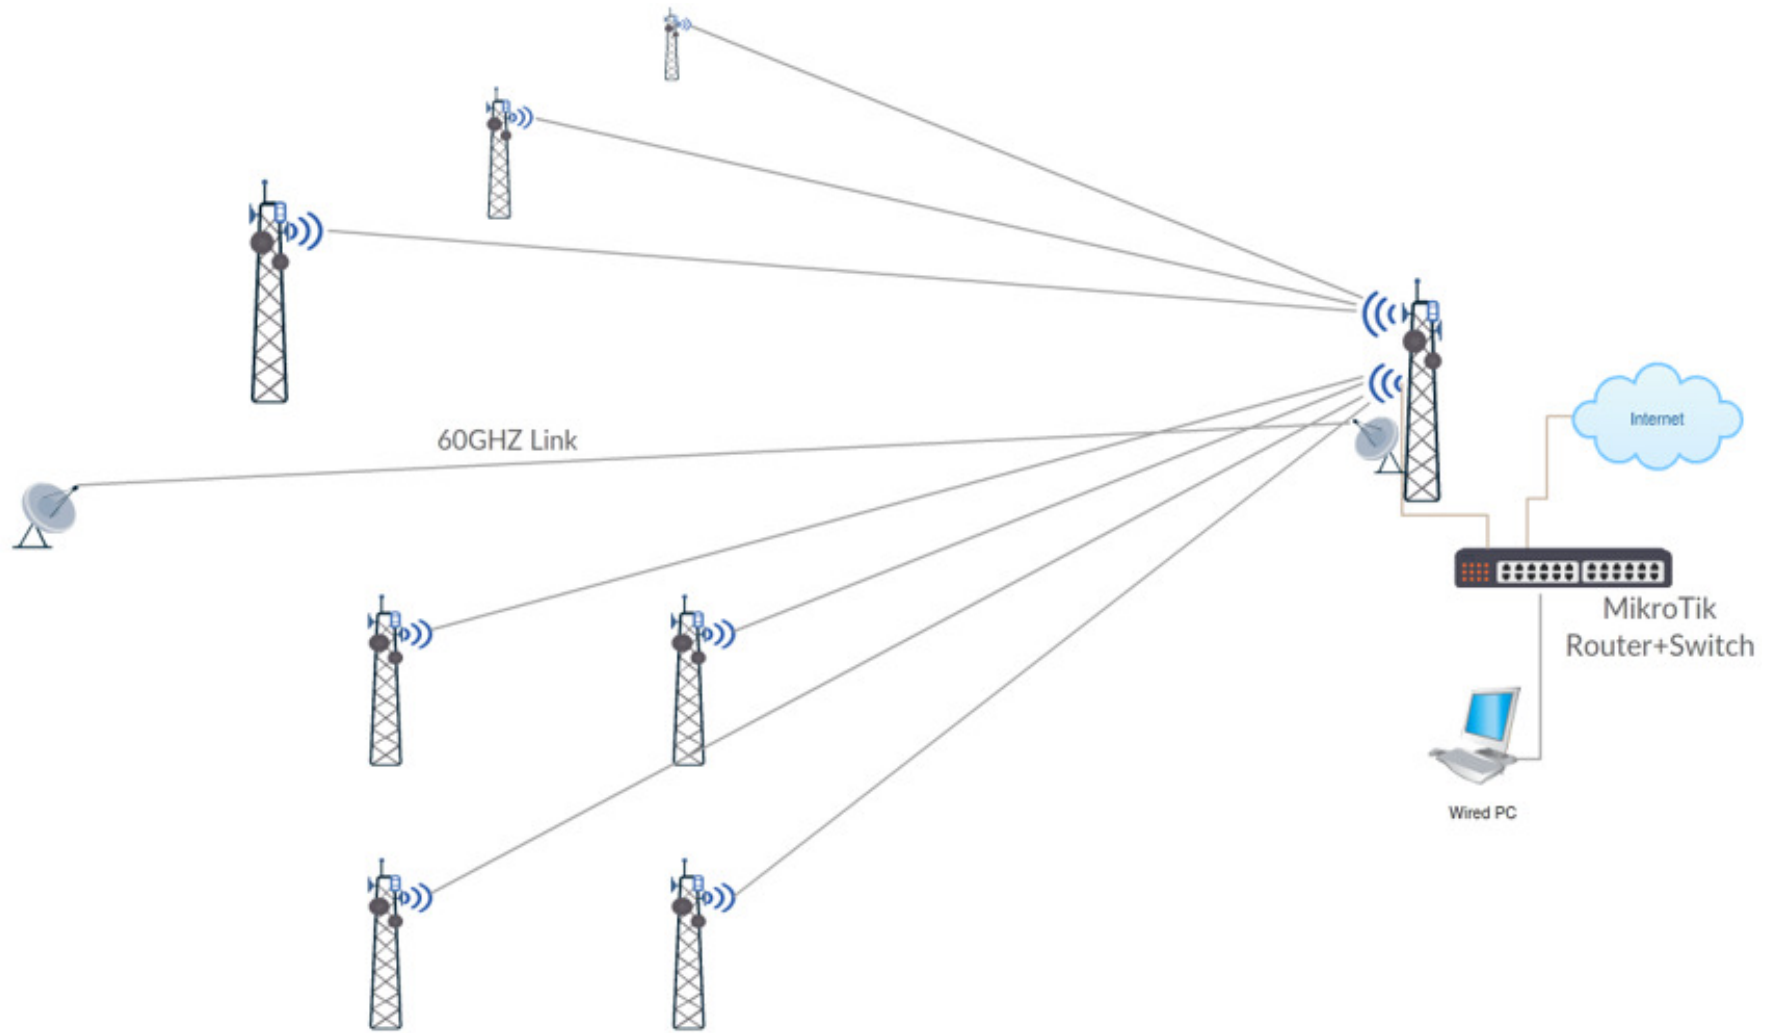 60GHZ Link
Internet
MikroTik
Router+Switch
Wired PC